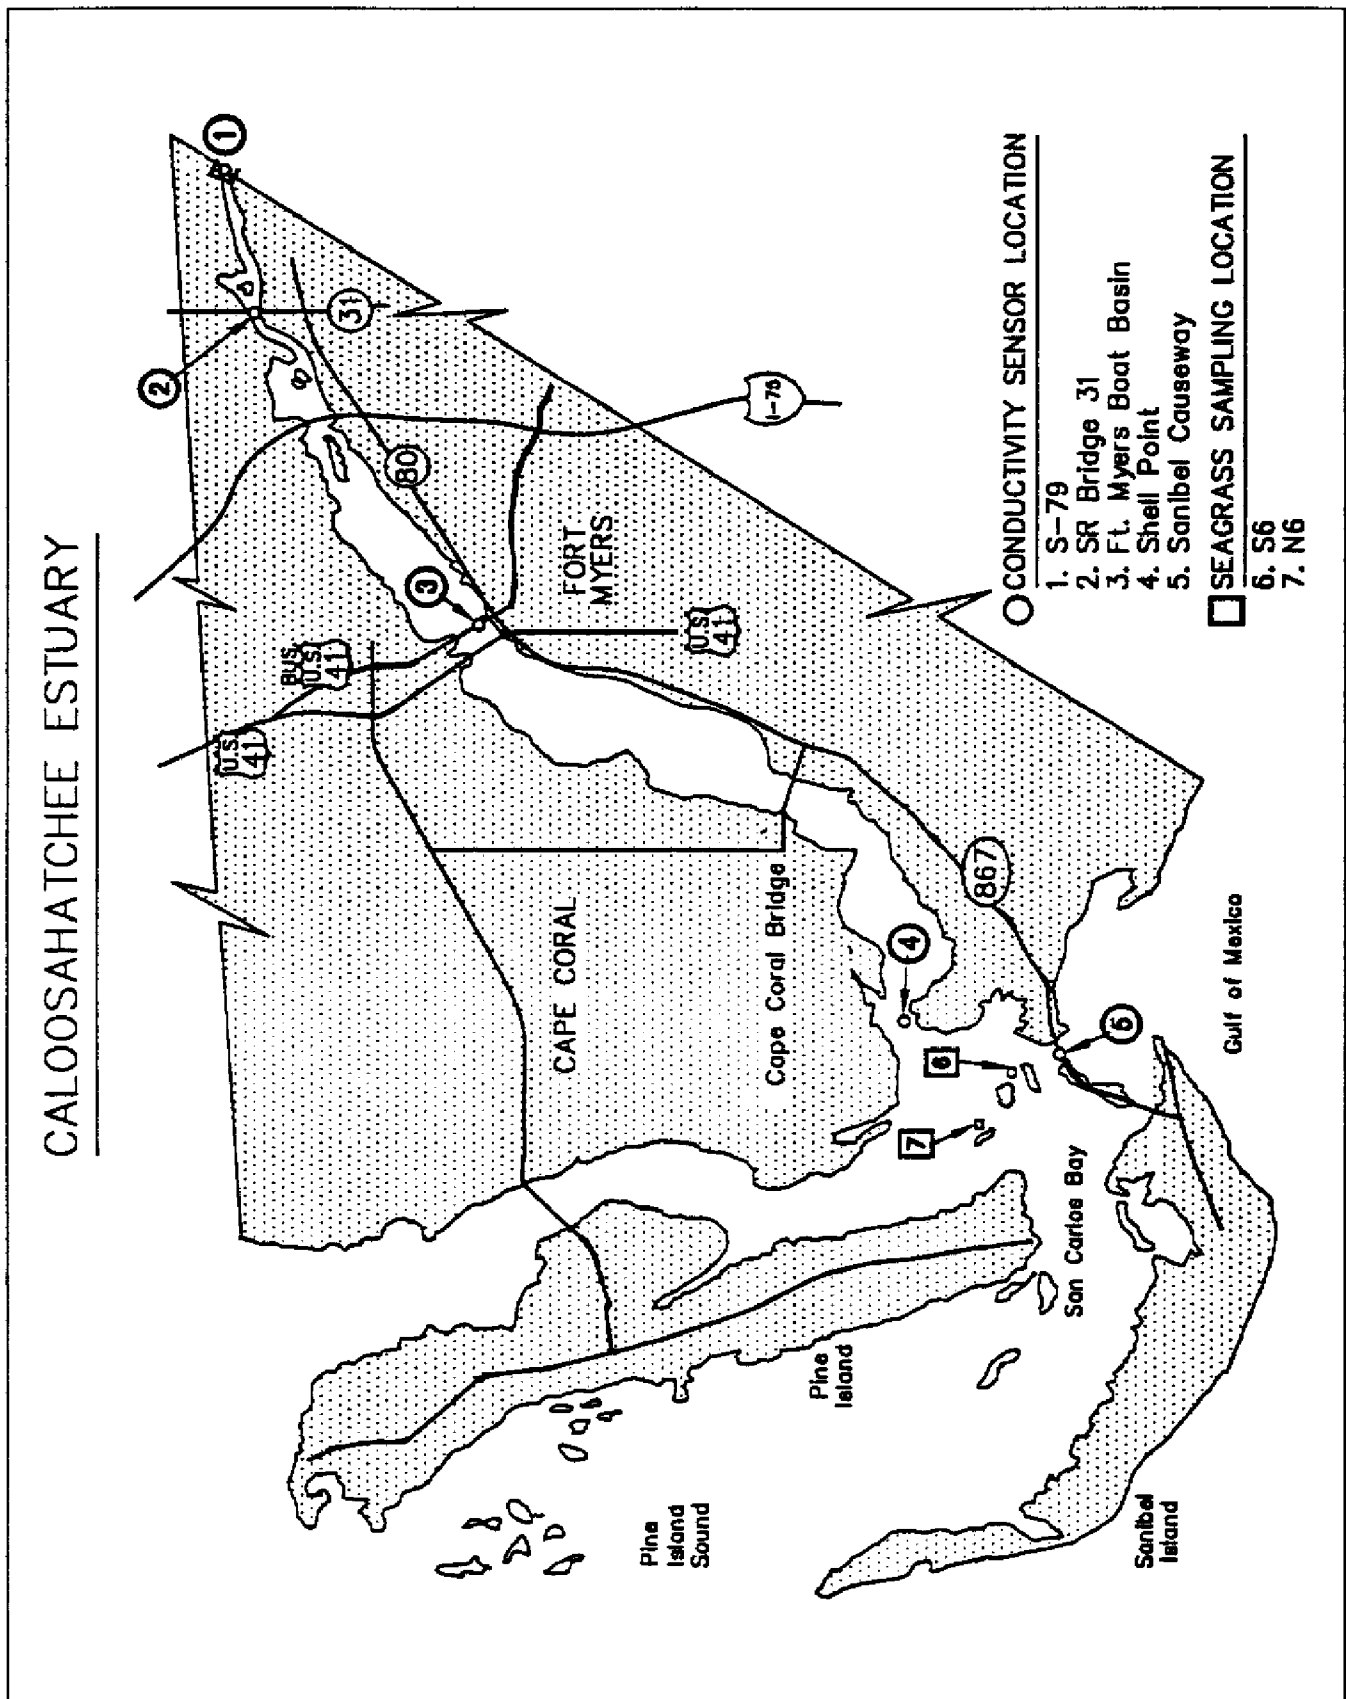 CALOOSAHATCHEE ESTUARY
1
2
31
3
80
I-75
BUS
U.S.
41
U.S.
41
U.S.
41
FORT
MYERS
CAPE CORAL
Cape Coral Bridge
867
4
5
6
7
Gulf of Mexico
San Carlos Bay
Pine
Island
Pine
Island
Sound
Sanibel
Island
CONDUCTIVITY SENSOR LOCATION
1. S-79
2. SR Bridge 31
3. Ft. Myers Boat Basin
4. Shell Point
5. Sanibel Causeway
SEAGRASS SAMPLING LOCATION
6. S6
7. N6